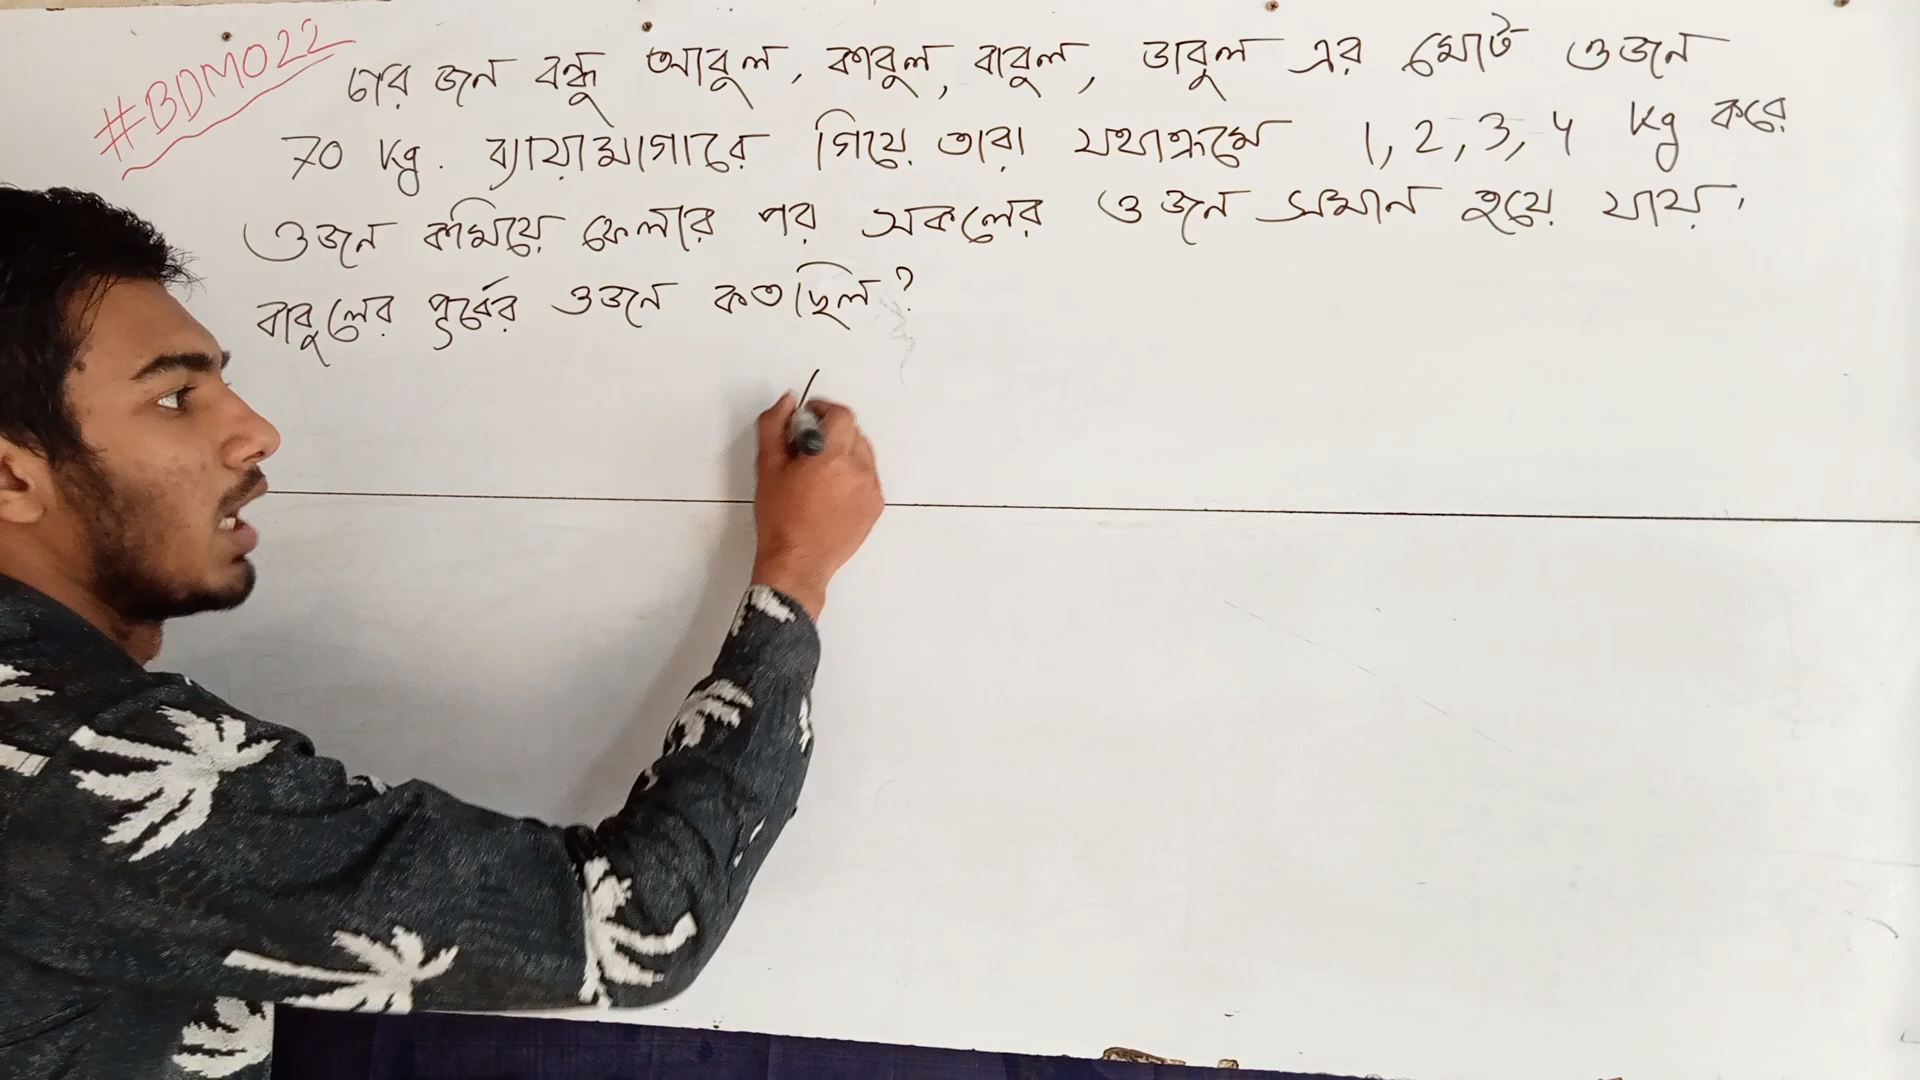 #BDMO22
চার জন বন্ধু আবুল, কাবুল, বাবুল, ডাবুল এর মোট ওজন
70 kg. ব্যায়ামাগারে গিয়ে তারা যথাক্রমে 1, 2, 3, 4 kg করে
ওজন কমিয়ে ফেলার পর সকলের ওজন সমান হয়ে যায়।
বাবুলের পূর্বের ওজন কত ছিল?